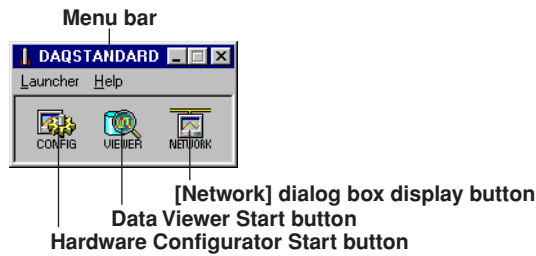 Menu bar
DAQSTANDARD
Launcher Help
CONFIG VIEWER NETWORK
[Network] dialog box display button
Data Viewer Start button
Hardware Configurator Start button